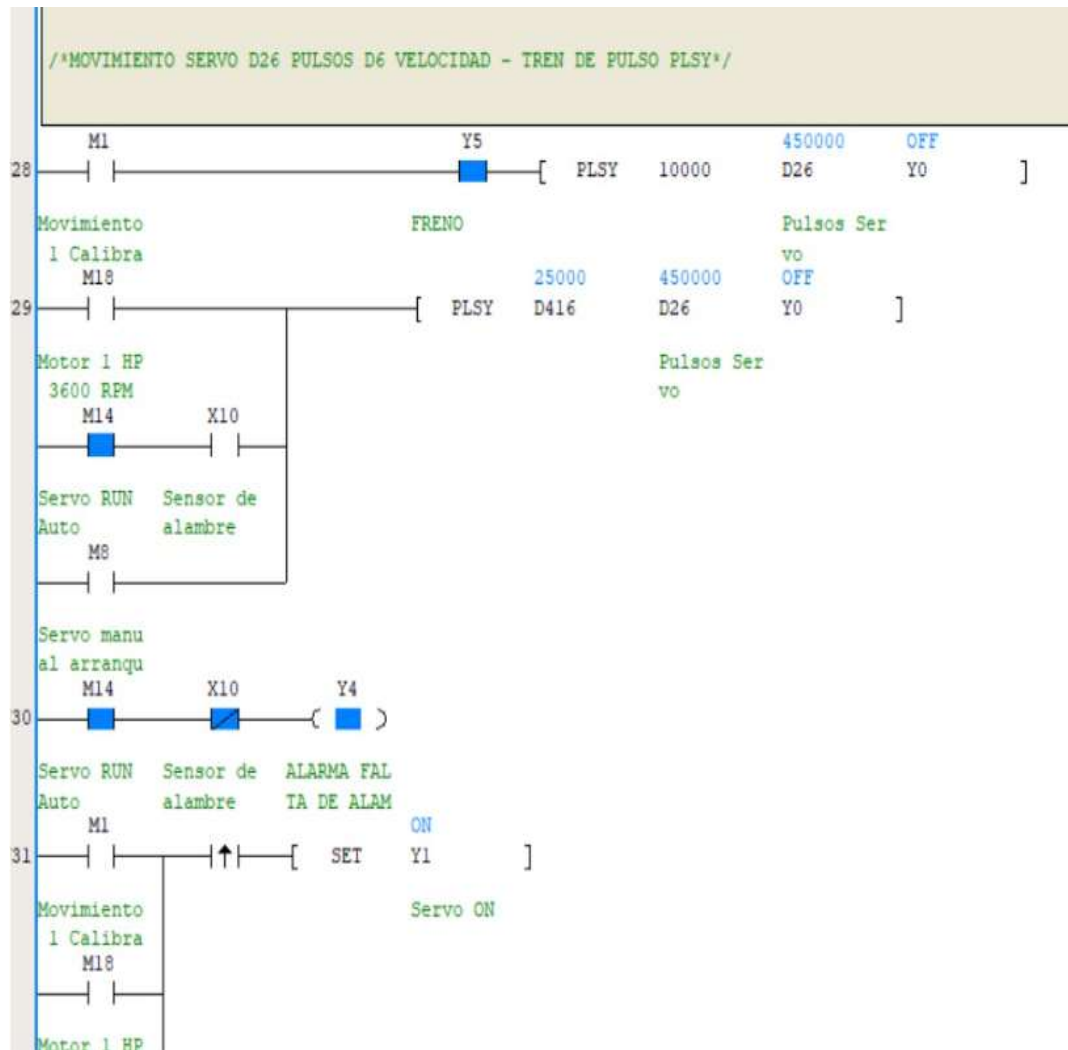 /*MOVIMIENTO SERVO D26 PULSOS D6 VELOCIDAD - TREN DE PULSO PLSY*/
M1 Y5 450000 OFF
28 [ PLSY 10000 D26 Y0 ]
Movimiento FRENO Pulsos Ser
1 Calibra vo
M18 25000 450000 OFF
29 [ PLSY D416 D26 Y0 ]
Motor 1 HP Pulsos Ser
3600 RPM vo
M14 X10
Servo RUN Sensor de
Auto alambre
M8
Servo manu
al arranqu
M14 X10 Y4
30 ( )
Servo RUN Sensor de ALARMA FAL
Auto alambre TA DE ALAM
M1 ON
31 [ SET Y1 ]
Movimiento Servo ON
1 Calibra
M18
Motor 1 HP